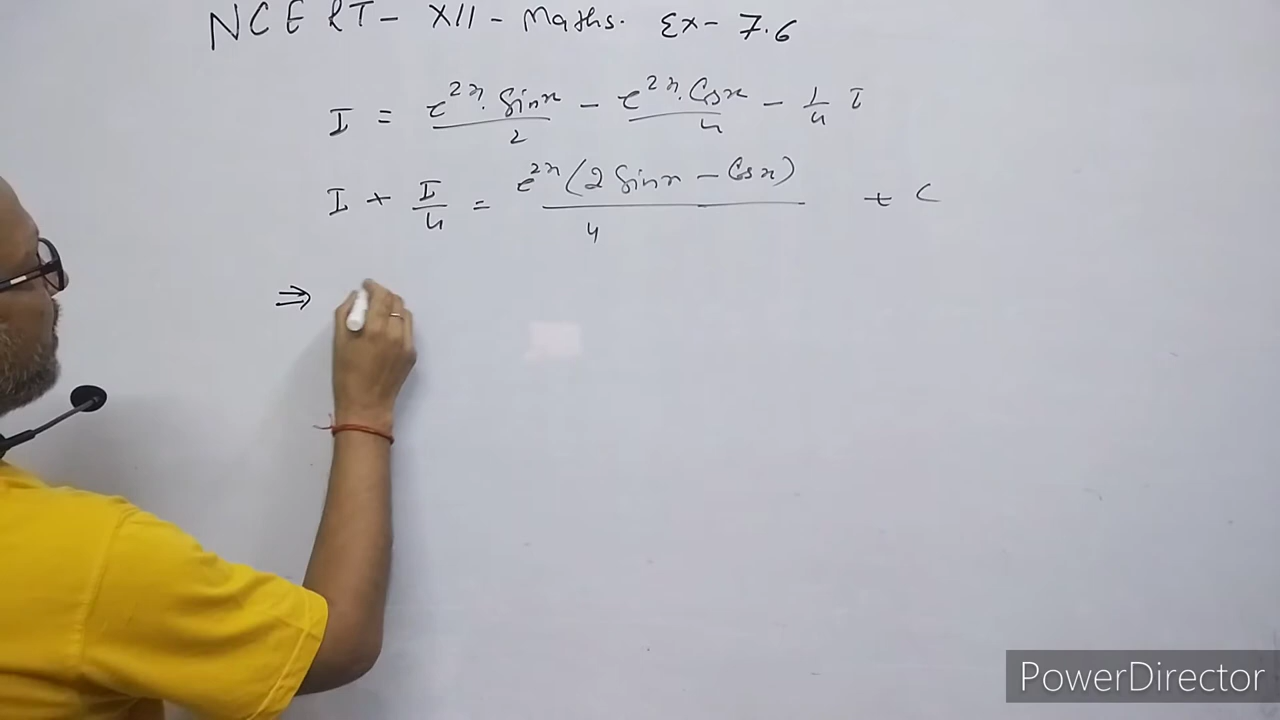 NCERT - XII - Maths. Ex - 7.6
I = e^{2x}. Sinx / 2 - e^{2x}. Cosx / 4 - 1/4 I
I + I/4 = e^{2x} (2 Sinx - Cosx) / 4 + C
⇒
PowerDirector